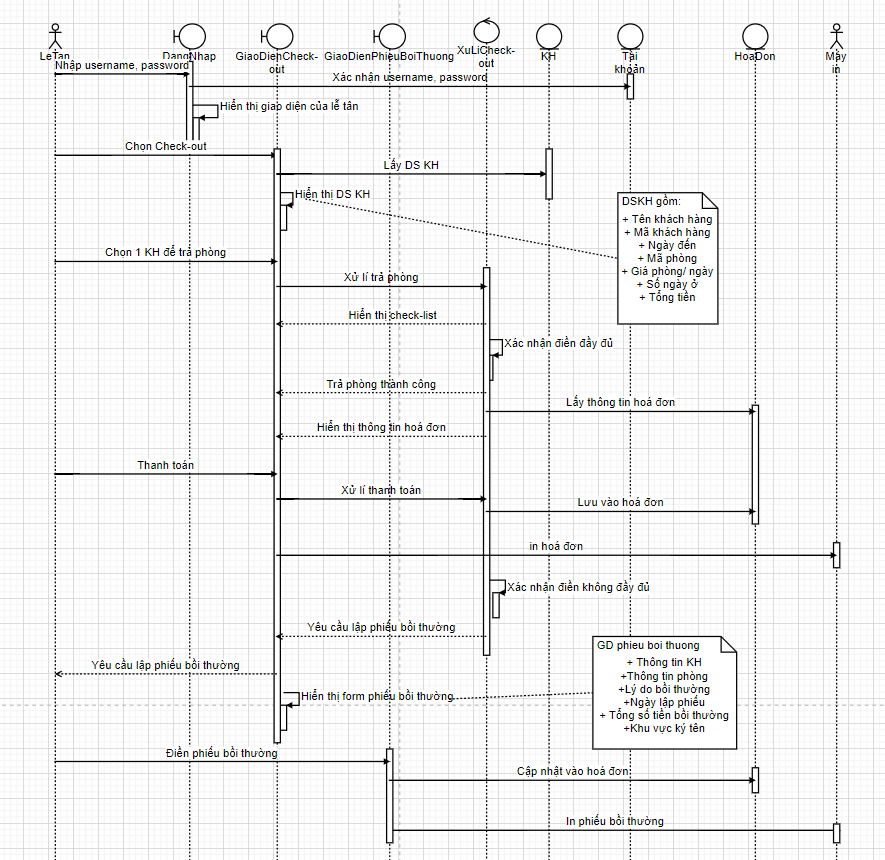 LeTan
DangNhap
GiaoDienCheck-
out
GiaoDienPhieuBoiThuong
XuLiCheck-
out
KH
Tài
khoản
HoaDon
Máy
in
Nhập username, password
Xác nhận username, password
Hiển thị giao diện của lễ tân
Chọn Check-out
Lấy DS KH
Hiển thị DS KH
DSKH gồm:
+ Tên khách hàng
+ Mã khách hàng
+ Ngày đến
+ Mã phòng
+ Giá phòng/ ngày
+ Số ngày ở
+ Tổng tiền
Chọn 1 KH để trả phòng
Xử lí trả phòng
Hiển thị check-list
Xác nhận điền đầy đủ
Trả phòng thành công
Lấy thông tin hoá đơn
Hiển thị thông tin hoá đơn
Thanh toán
Xử lí thanh toán
Lưu vào hoá đơn
in hoá đơn
Xác nhận điền không đầy đủ
Yêu cầu lập phiếu bồi thường
Yêu cầu lập phiếu bồi thường
GD phieu boi thuong
+ Thông tin KH
+Thông tin phòng
+Lý do bồi thường
+Ngày lập phiếu
+ Tổng số tiền bồi thường
+Khu vực ký tên
Hiển thị form phiếu bồi thường
Điền phiếu bồi thường
Cập nhật vào hoá đơn
In phiếu bồi thường